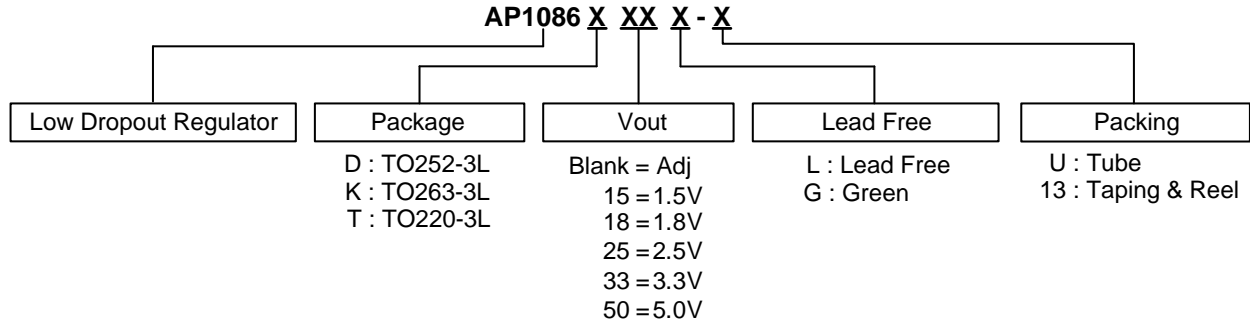 AP1086 X XX X - X
Low Dropout Regulator
Package
D : TO252-3L
K : TO263-3L
T : TO220-3L
Vout
Blank = Adj
15 = 1.5V
18 = 1.8V
25 = 2.5V
33 = 3.3V
50 = 5.0V
Lead Free
L : Lead Free
G : Green
Packing
U : Tube
13 : Taping & Reel